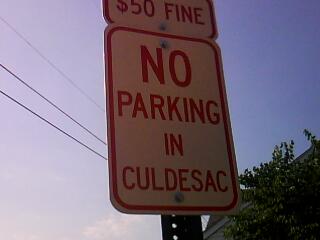 $50 FINE
NO
PARKING
IN
CULDESAC